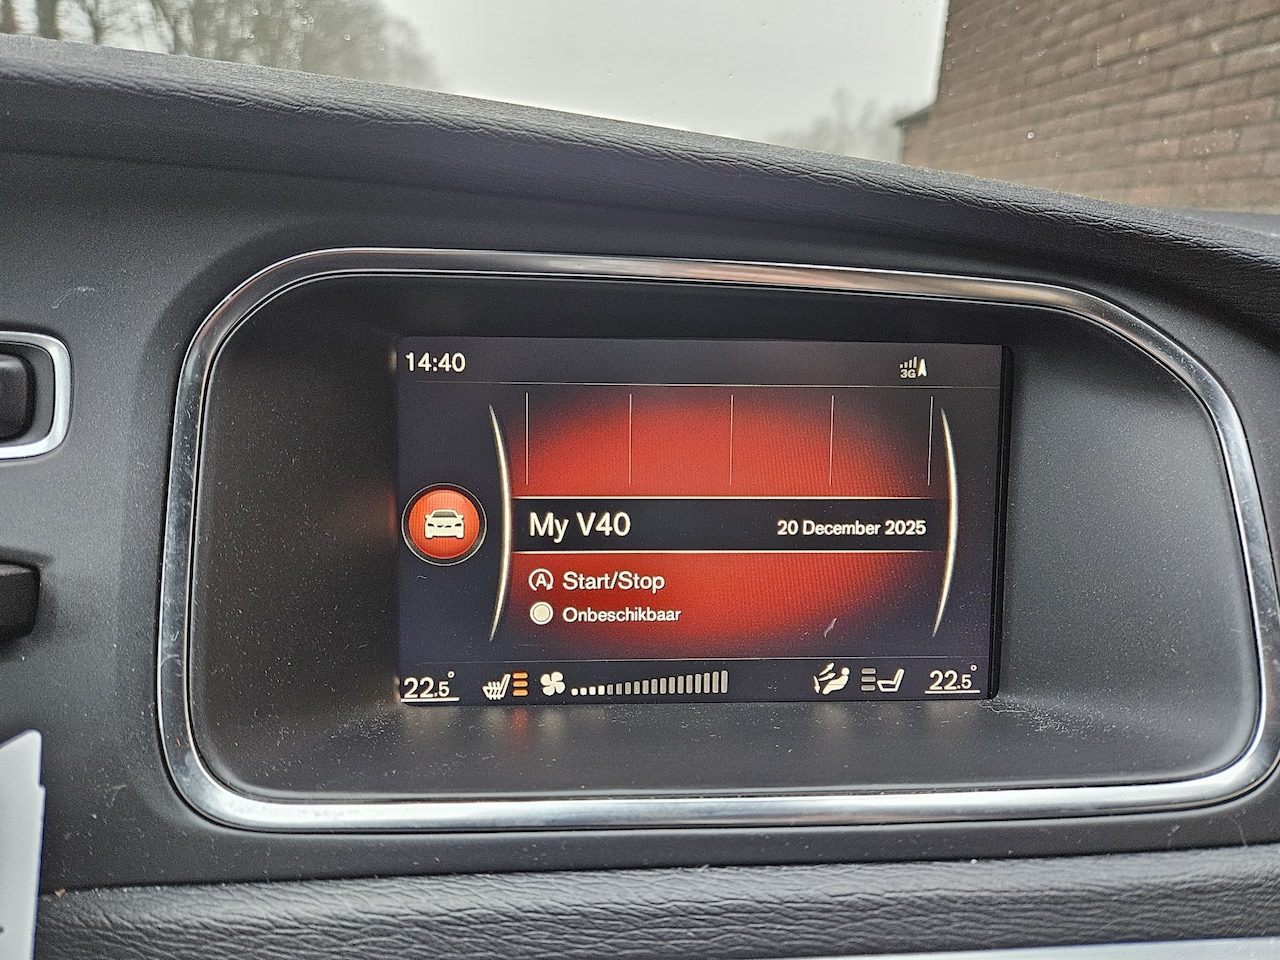 14:40
3G
My V40
20 December 2025
A Start/Stop
Onbeschikbaar
22.5°
22.5°